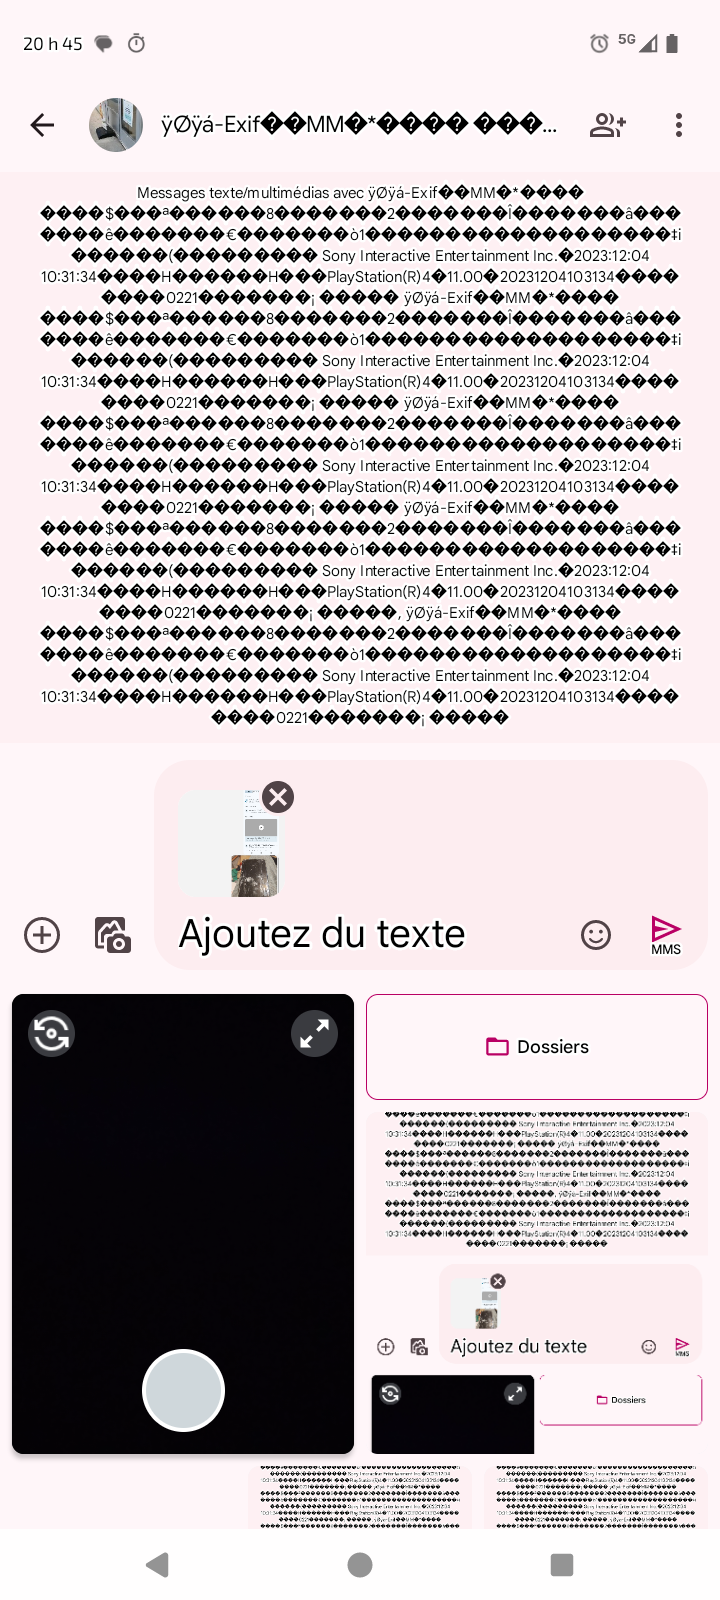 20 h 45
5G
ÿØÿá-Exif��MM�*���� ���...
Messages texte/multimédias avec ÿØÿá-Exif��MM�*����
����$���ª������8�������2�������Î�������â���
����ê�������€�������ò1����������������������‡i
������(��������� Sony Interactive Entertainment Inc.�2023:12:04
10:31:34����H������H���PlayStation(R)4�11.00�20231204103134����
����0221�������¡ ����� ÿØÿá-Exif��MM�*����
����$���ª������8�������2�������Î�������â���
����ê�������€�������ò1����������������������‡i
������(��������� Sony Interactive Entertainment Inc.�2023:12:04
10:31:34����H������H���PlayStation(R)4�11.00�20231204103134����
����0221�������¡ ����� ÿØÿá-Exif��MM�*����
����$���ª������8�������2�������Î�������â���
����ê�������€�������ò1����������������������‡i
������(��������� Sony Interactive Entertainment Inc.�2023:12:04
10:31:34����H������H���PlayStation(R)4�11.00�20231204103134����
����0221�������¡ ����� ÿØÿá-Exif��MM�*����
����$���ª������8�������2�������Î�������â���
����ê�������€�������ò1����������������������‡i
������(��������� Sony Interactive Entertainment Inc.�2023:12:04
10:31:34����H������H���PlayStation(R)4�11.00�20231204103134����
����0221�������¡ �����, ÿØÿá-Exif��MM�*����
����$���ª������8�������2�������Î�������â���
����ê�������€�������ò1����������������������‡i
������(��������� Sony Interactive Entertainment Inc.�2023:12:04
10:31:34����H������H���PlayStation(R)4�11.00�20231204103134����
����0221�������¡ �����
Ajoutez du texte
MMS
Dossiers
Ajoutez du texte
MMS
Dossiers